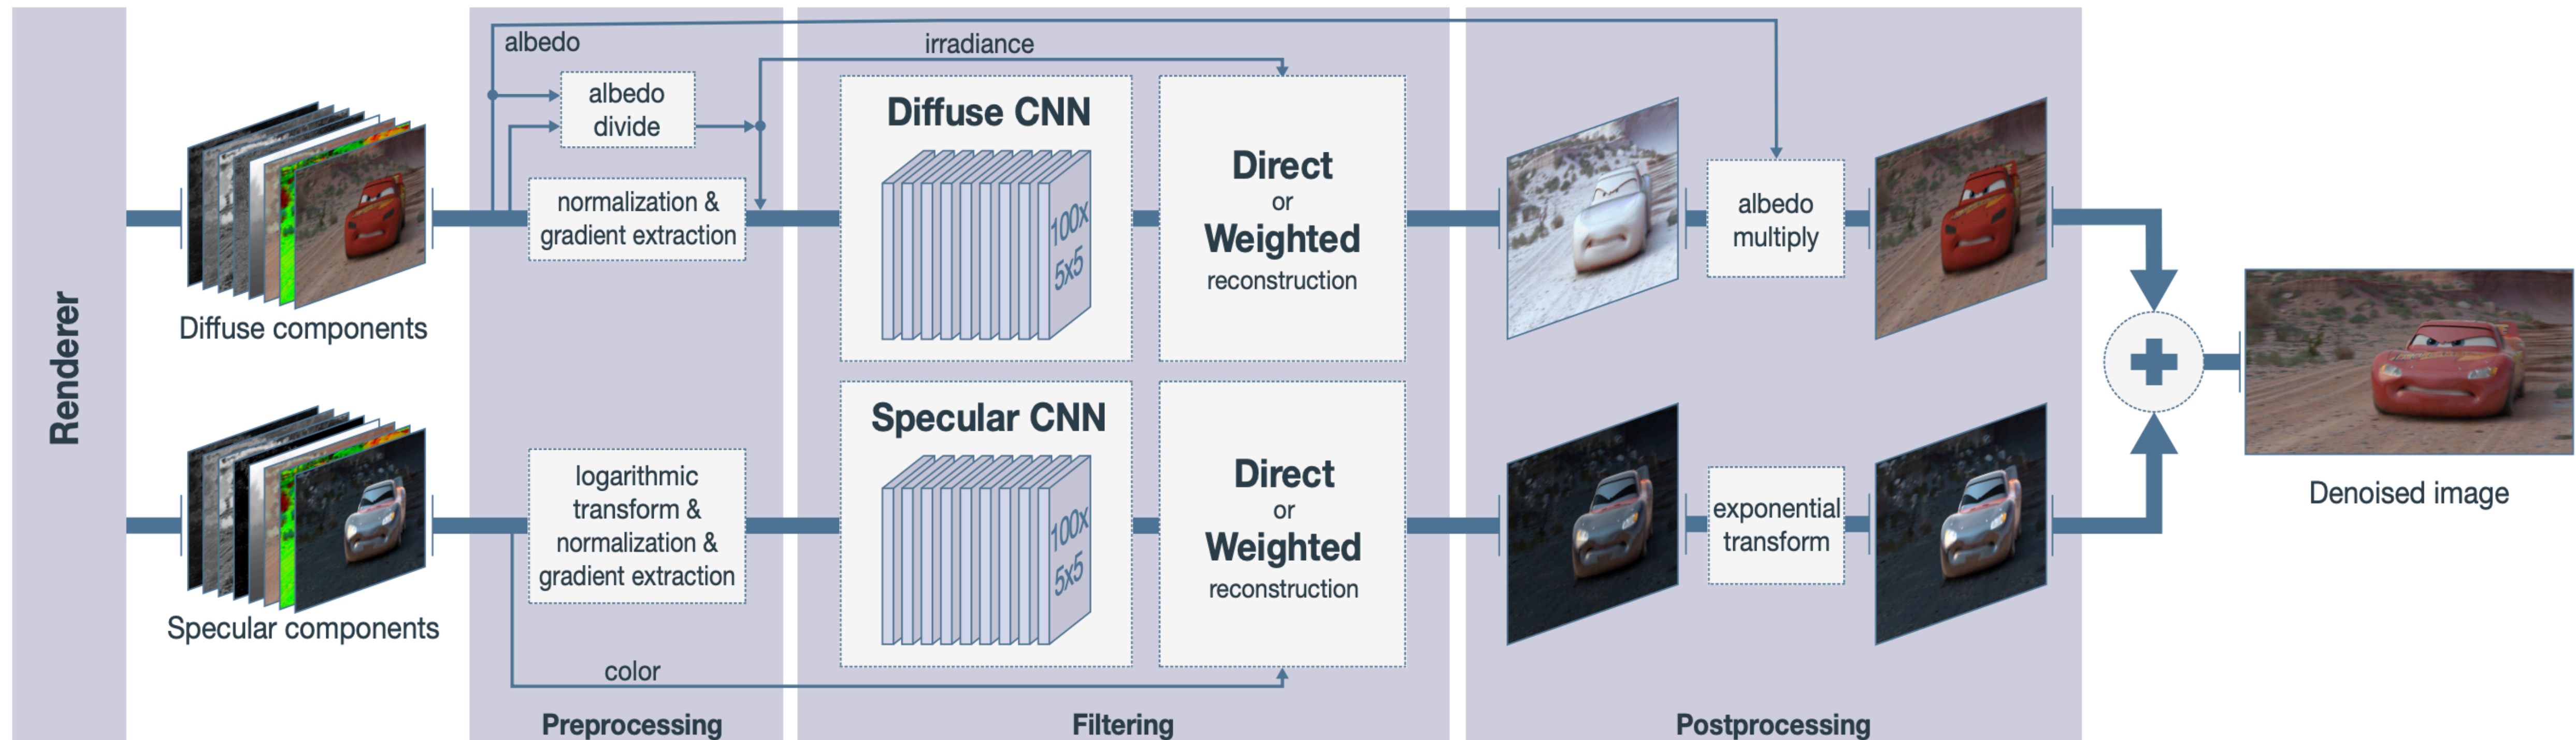 Renderer
Diffuse components
Specular components
albedo
albedo
divide
normalization &
gradient extraction
logarithmic
transform &
normalization &
gradient extraction
color
Preprocessing
irradiance
Diffuse CNN
100x
5x5
Direct
or
Weighted
reconstruction
Specular CNN
100x
5x5
Direct
or
Weighted
reconstruction
Filtering
albedo
multiply
exponential
transform
Postprocessing
Denoised image